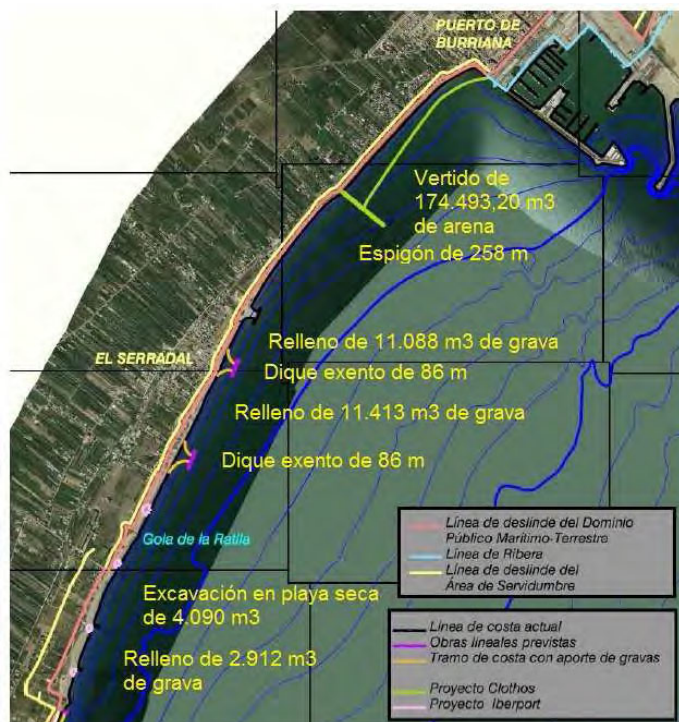 PUERTO DE
BURRIANA
Vertido de
174.493,20 m3
de arena
Espigón de 258 m
Relleno de 11.088 m3 de grava
EL SERRADAL
Dique exento de 86 m
Relleno de 11.413 m3 de grava
Dique exento de 86 m
Gola de la Ratlla
Excavación en playa seca
de 4.090 m3
Relleno de 2.912 m3
de grava
Línea de deslinde del Dominio
Público Marítimo-Terrestre
Línea de Ribera
Línea de deslinde del
Área de Servidumbre
Línea de costa actual
Obras lineales previstas
Tramo de costa con aporte de gravas
Proyecto Clothos
Proyecto Iberport